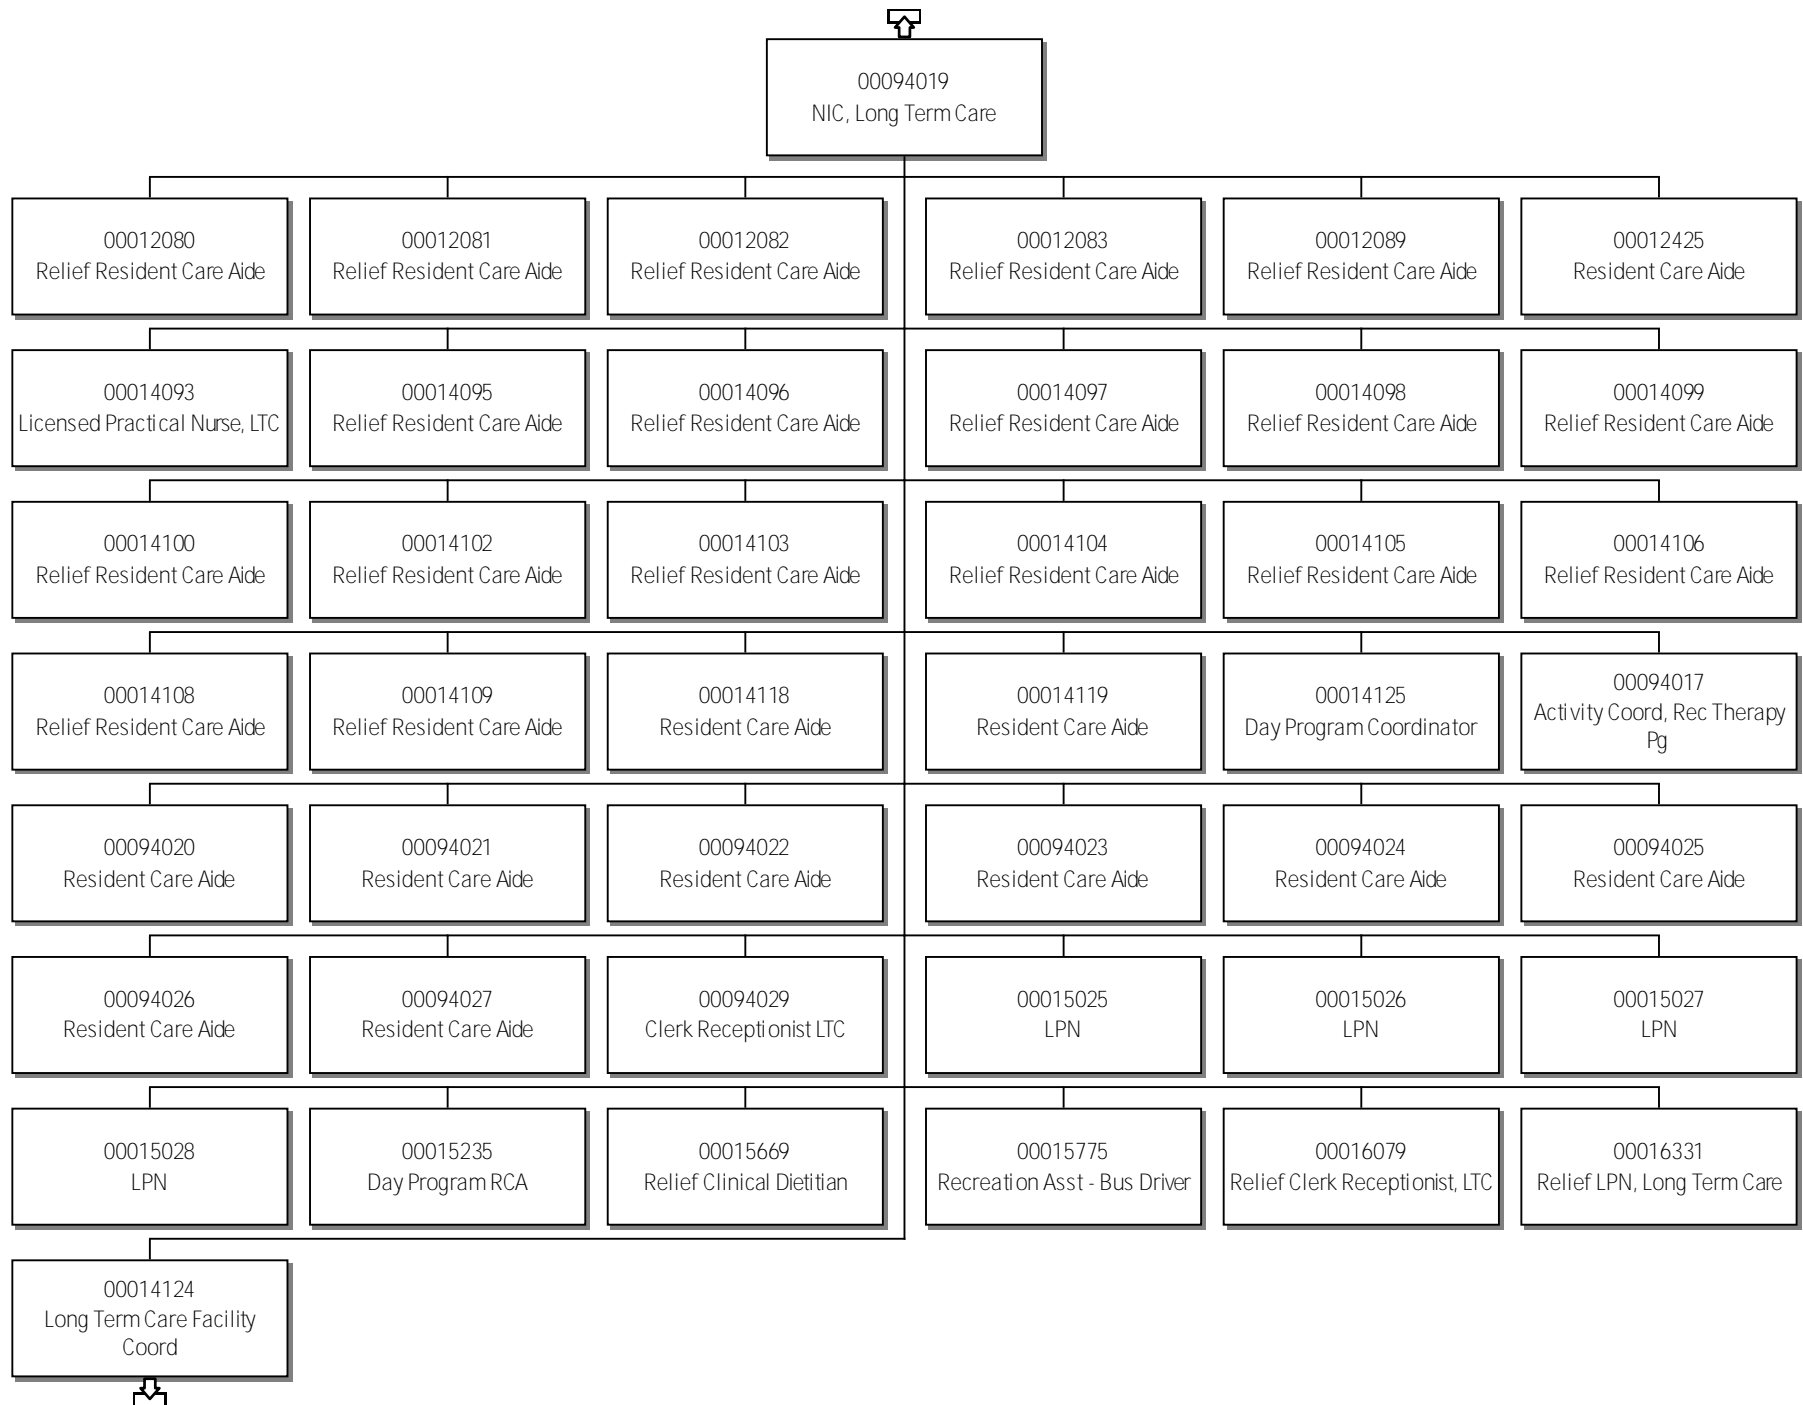 00094019
NIC, Long Term Care
00012080
Relief Resident Care Aide
00012081
Relief Resident Care Aide
00012082
Relief Resident Care Aide
00012083
Relief Resident Care Aide
00012089
Relief Resident Care Aide
00012425
Resident Care Aide
00014093
Licensed Practical Nurse, LTC
00014095
Relief Resident Care Aide
00014096
Relief Resident Care Aide
00014097
Relief Resident Care Aide
00014098
Relief Resident Care Aide
00014099
Relief Resident Care Aide
00014100
Relief Resident Care Aide
00014102
Relief Resident Care Aide
00014103
Relief Resident Care Aide
00014104
Relief Resident Care Aide
00014105
Relief Resident Care Aide
00014106
Relief Resident Care Aide
00014108
Relief Resident Care Aide
00014109
Relief Resident Care Aide
00014118
Resident Care Aide
00014119
Resident Care Aide
00014125
Day Program Coordinator
00094017
Activity Coord, Rec Therapy
Pg
00094020
Resident Care Aide
00094021
Resident Care Aide
00094022
Resident Care Aide
00094023
Resident Care Aide
00094024
Resident Care Aide
00094025
Resident Care Aide
00094026
Resident Care Aide
00094027
Resident Care Aide
00094029
Clerk Receptionist LTC
00015025
LPN
00015026
LPN
00015027
LPN
00015028
LPN
00015235
Day Program RCA
00015669
Relief Clinical Dietitian
00015775
Recreation Asst - Bus Driver
00016079
Relief Clerk Receptionist, LTC
00016331
Relief LPN, Long Term Care
00014124
Long Term Care Facility
Coord